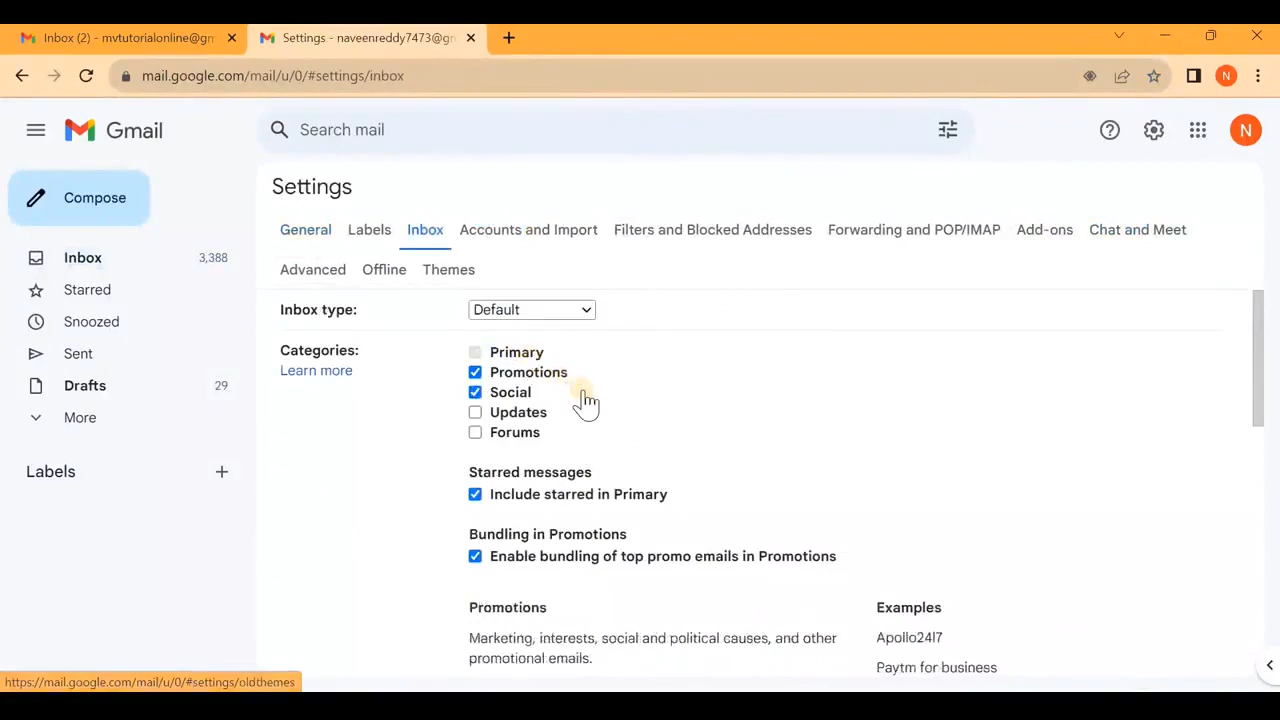 Inbox (2) - mvtutorialonline@gm
Settings - naveenreddy7473@gm
mail.google.com/mail/u/0/#settings/inbox
N
Gmail
Search mail
N
Settings
Compose
General Labels Inbox Accounts and Import Filters and Blocked Addresses Forwarding and POP/IMAP Add-ons Chat and Meet
Inbox 3,388
Advanced Offline Themes
Starred
Inbox type: Default
Snoozed
Categories: Primary
Sent
Learn more Promotions
Drafts 29
Social
Updates
More
Forums
Labels
Starred messages
Include starred in Primary
Bundling in Promotions
Enable bundling of top promo emails in Promotions
Promotions Examples
Marketing, interests, social and political causes, and other Apollo24|7
promotional emails. Paytm for business
https://mail.google.com/mail/u/0/#settings/oldthemes